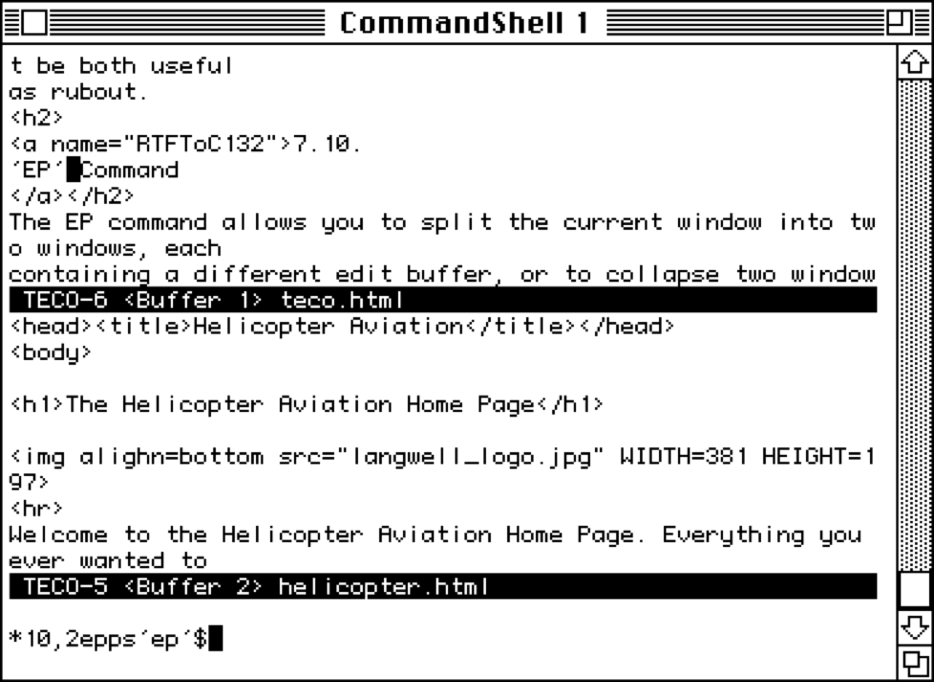 CommandShell 1
t be both useful
as rubout.
<h2>
<a name="RTFToC132">7.10.
´EP´ Command
</a></h2>
The EP command allows you to split the current window into tw
o windows, each
containing a different edit buffer, or to collapse two window
TECO-6 <Buffer 1> teco.html
<head><title>Helicopter Aviation</title></head>
<body>
<h1>The Helicopter Aviation Home Page</h1>
<img alighn=bottom src="langwell_logo.jpg" WIDTH=381 HEIGHT=1
97>
<hr>
Welcome to the Helicopter Aviation Home Page. Everything you
ever wanted to
TECO-5 <Buffer 2> helicopter.html
*10,2epps´ep´$